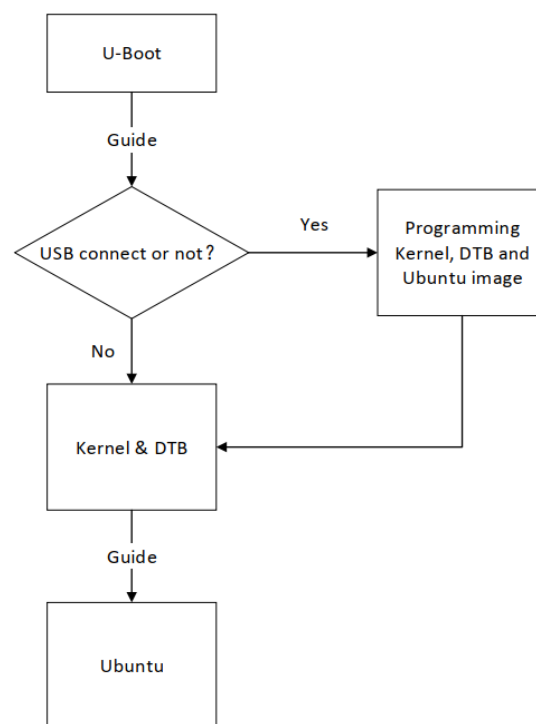 U-Boot
Guide
USB connect or not？
Yes
Programming
Kernel, DTB and
Ubuntu image
No
Kernel & DTB
Guide
Ubuntu